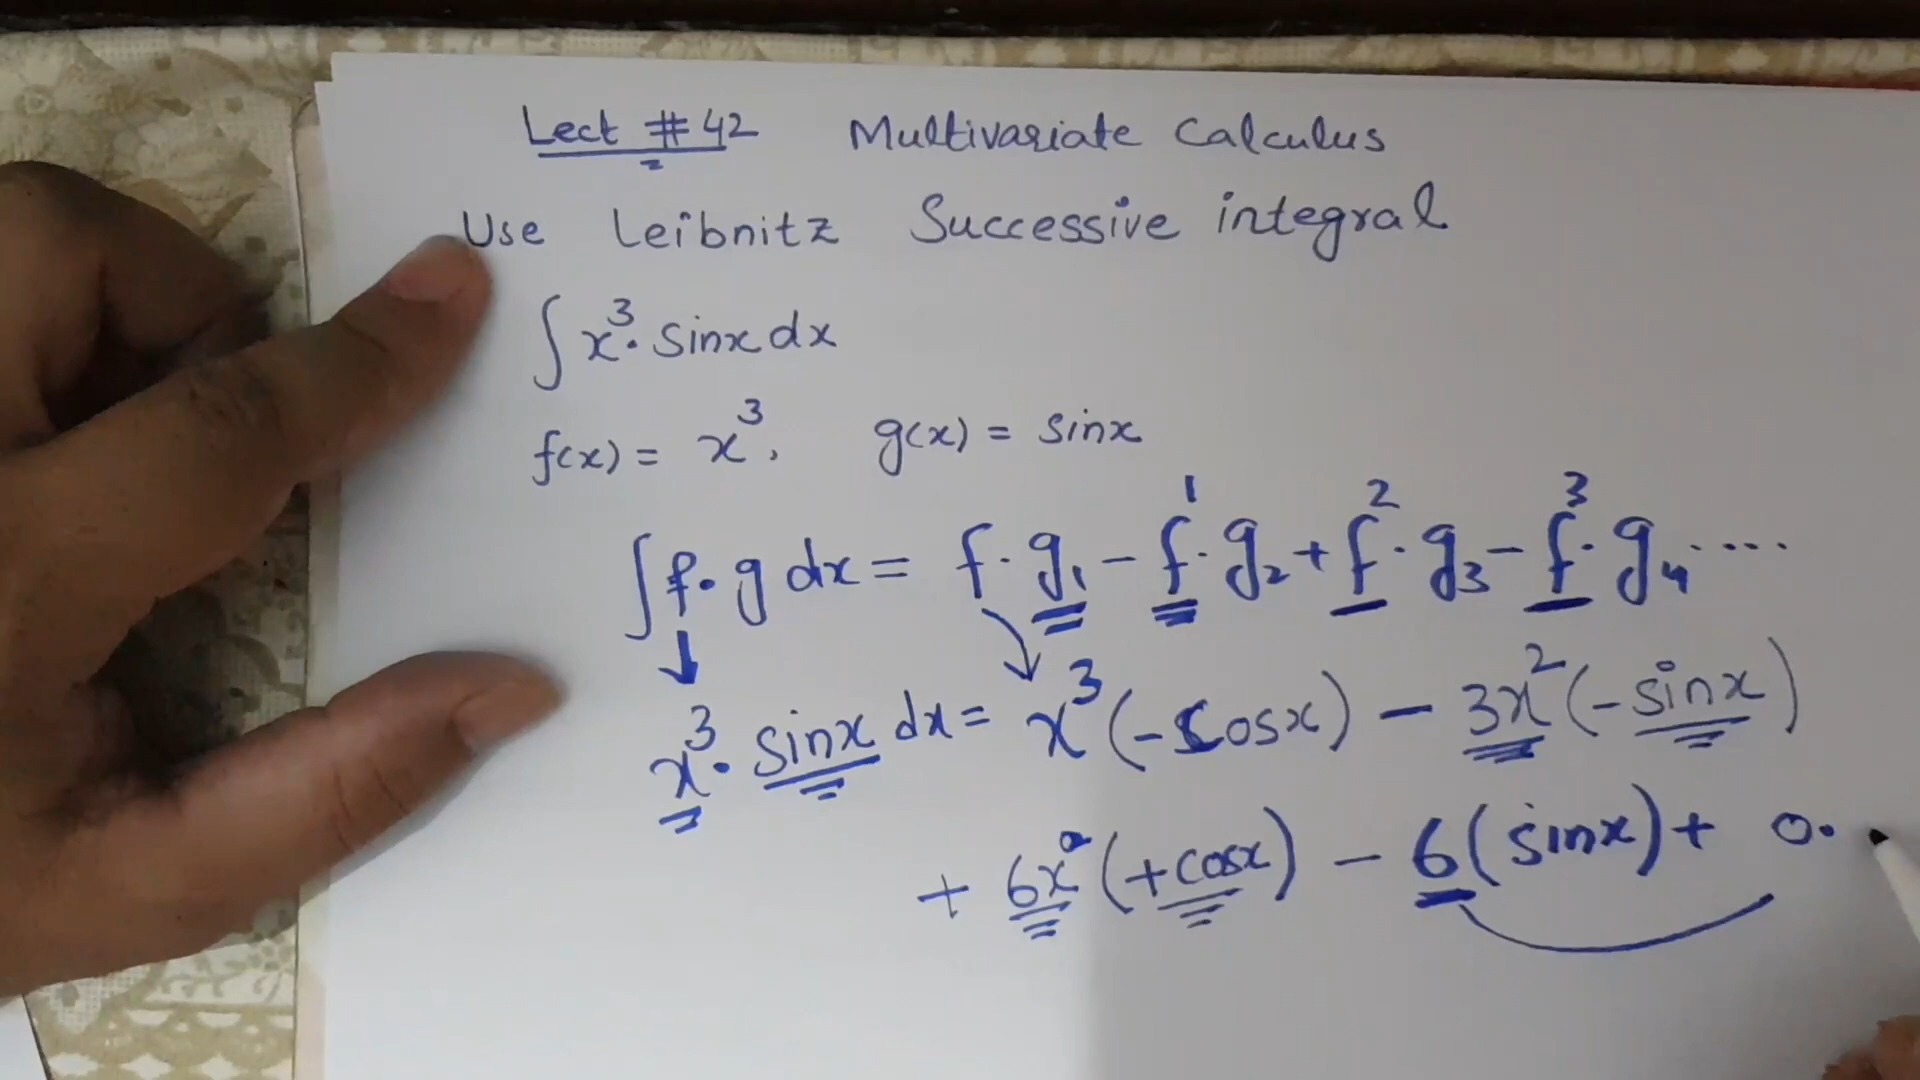 Lect # 42 Multivariate Calculus
Use Leibnitz Successive integral
∫ x³· sinx dx
f(x) = x³, g(x) = sinx
∫ f· g dx = f· g₁ - f¹· g₂ + f²· g₃ - f³· g₄ ....
x³· sinx dx = x³ (-cosx) - 3x² (-sinx)
+ 6x (+cosx) - 6 (sinx) + 0·